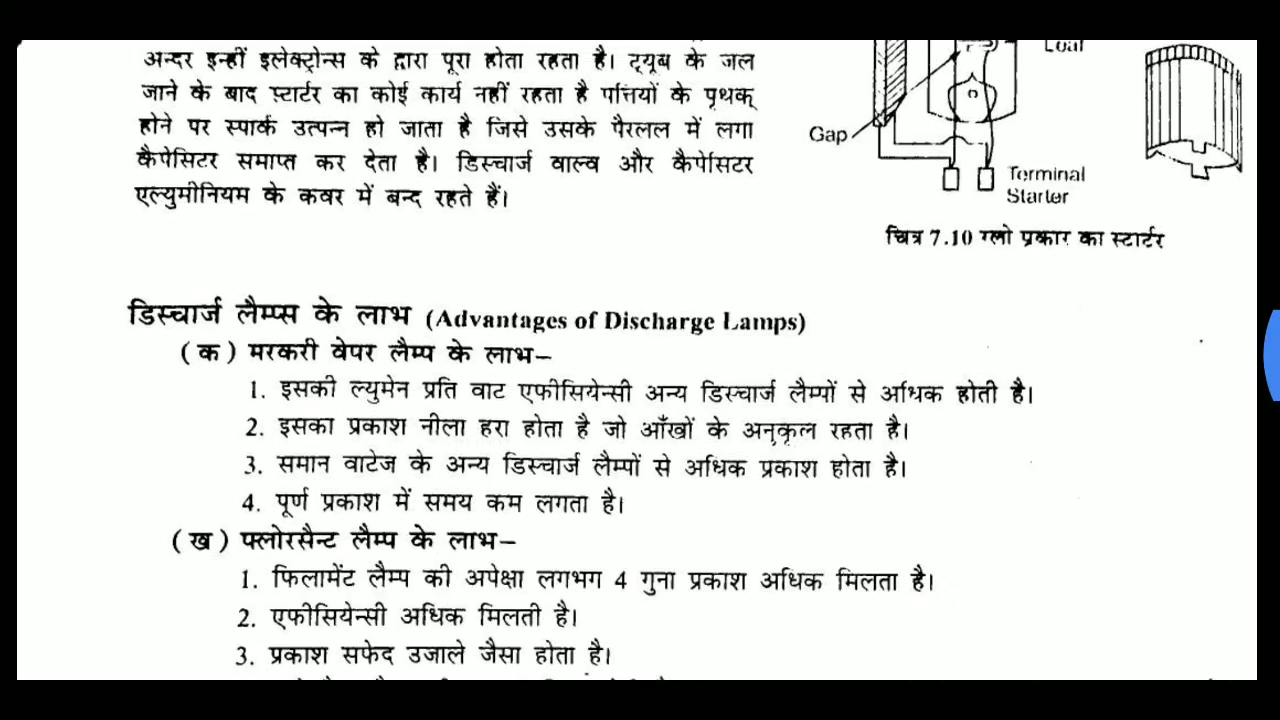 अन्दर इन्हीं इलेक्ट्रोन्स के द्वारा पूरा होता रहता है। ट्यूब के जल
जाने के बाद स्टार्टर का कोई कार्य नहीं रहता है पत्तियों के पृथक्
होने पर स्पार्क उत्पन्न हो जाता है जिसे उसके पैरलल में लगा
कैपेसिटर समाप्त कर देता है। डिस्चार्ज वाल्व और कैपेसिटर
एल्युमीनियम के कवर में बन्द रहते हैं।
Gap
Terminal
Starter
चित्र 7.10 ग्लो प्रकार का स्टार्टर
डिस्चार्ज लैम्प्स के लाभ (Advantages of Discharge Lamps)
(क) मरकरी वेपर लैम्प के लाभ–
1. इसकी ल्युमेन प्रति वाट एफीसियेन्सी अन्य डिस्चार्ज लैम्पों से अधिक होती है।
2. इसका प्रकाश नीला हरा होता है जो आँखों के अनुकूल रहता है।
3. समान वाटेज के अन्य डिस्चार्ज लैम्पों से अधिक प्रकाश होता है।
4. पूर्ण प्रकाश में समय कम लगता है।
(ख) फ्लोरसैन्ट लैम्प के लाभ–
1. फिलामेंट लैम्प की अपेक्षा लगभग 4 गुना प्रकाश अधिक मिलता है।
2. एफीसियेन्सी अधिक मिलती है।
3. प्रकाश सफेद उजाले जैसा होता है।